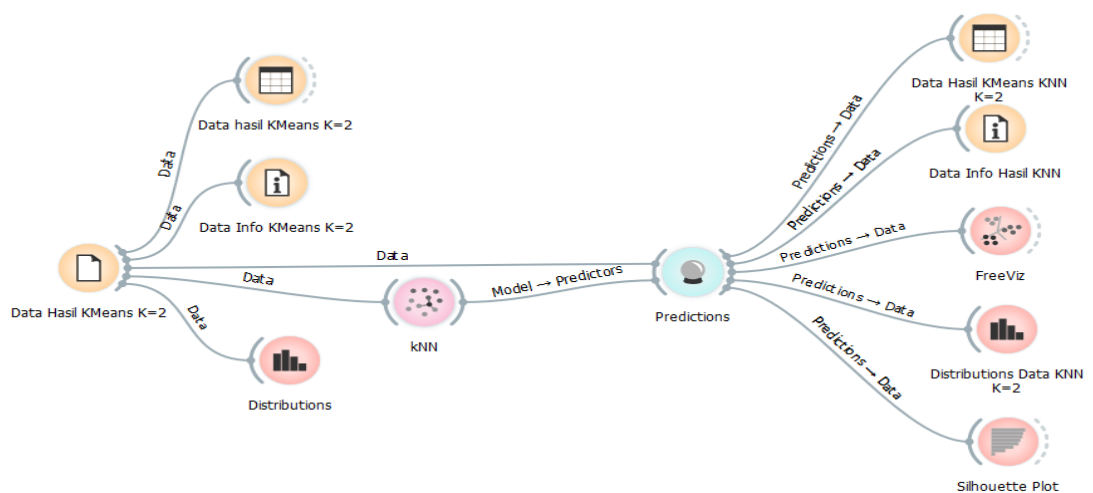 Data hasil KMeans K=2
Data Info KMeans K=2
Data Hasil KMeans K=2
Distributions
kNN
Predictions
Data Hasil KMeans KNN
K=2
Data Info Hasil KNN
FreeViz
Distributions Data KNN
K=2
Silhouette Plot
Data
Data
Data
Data
Data
Model → Predictors
Predictions → Data
Predictions → Data
Predictions → Data
Predictions → Data
Predictions → Data